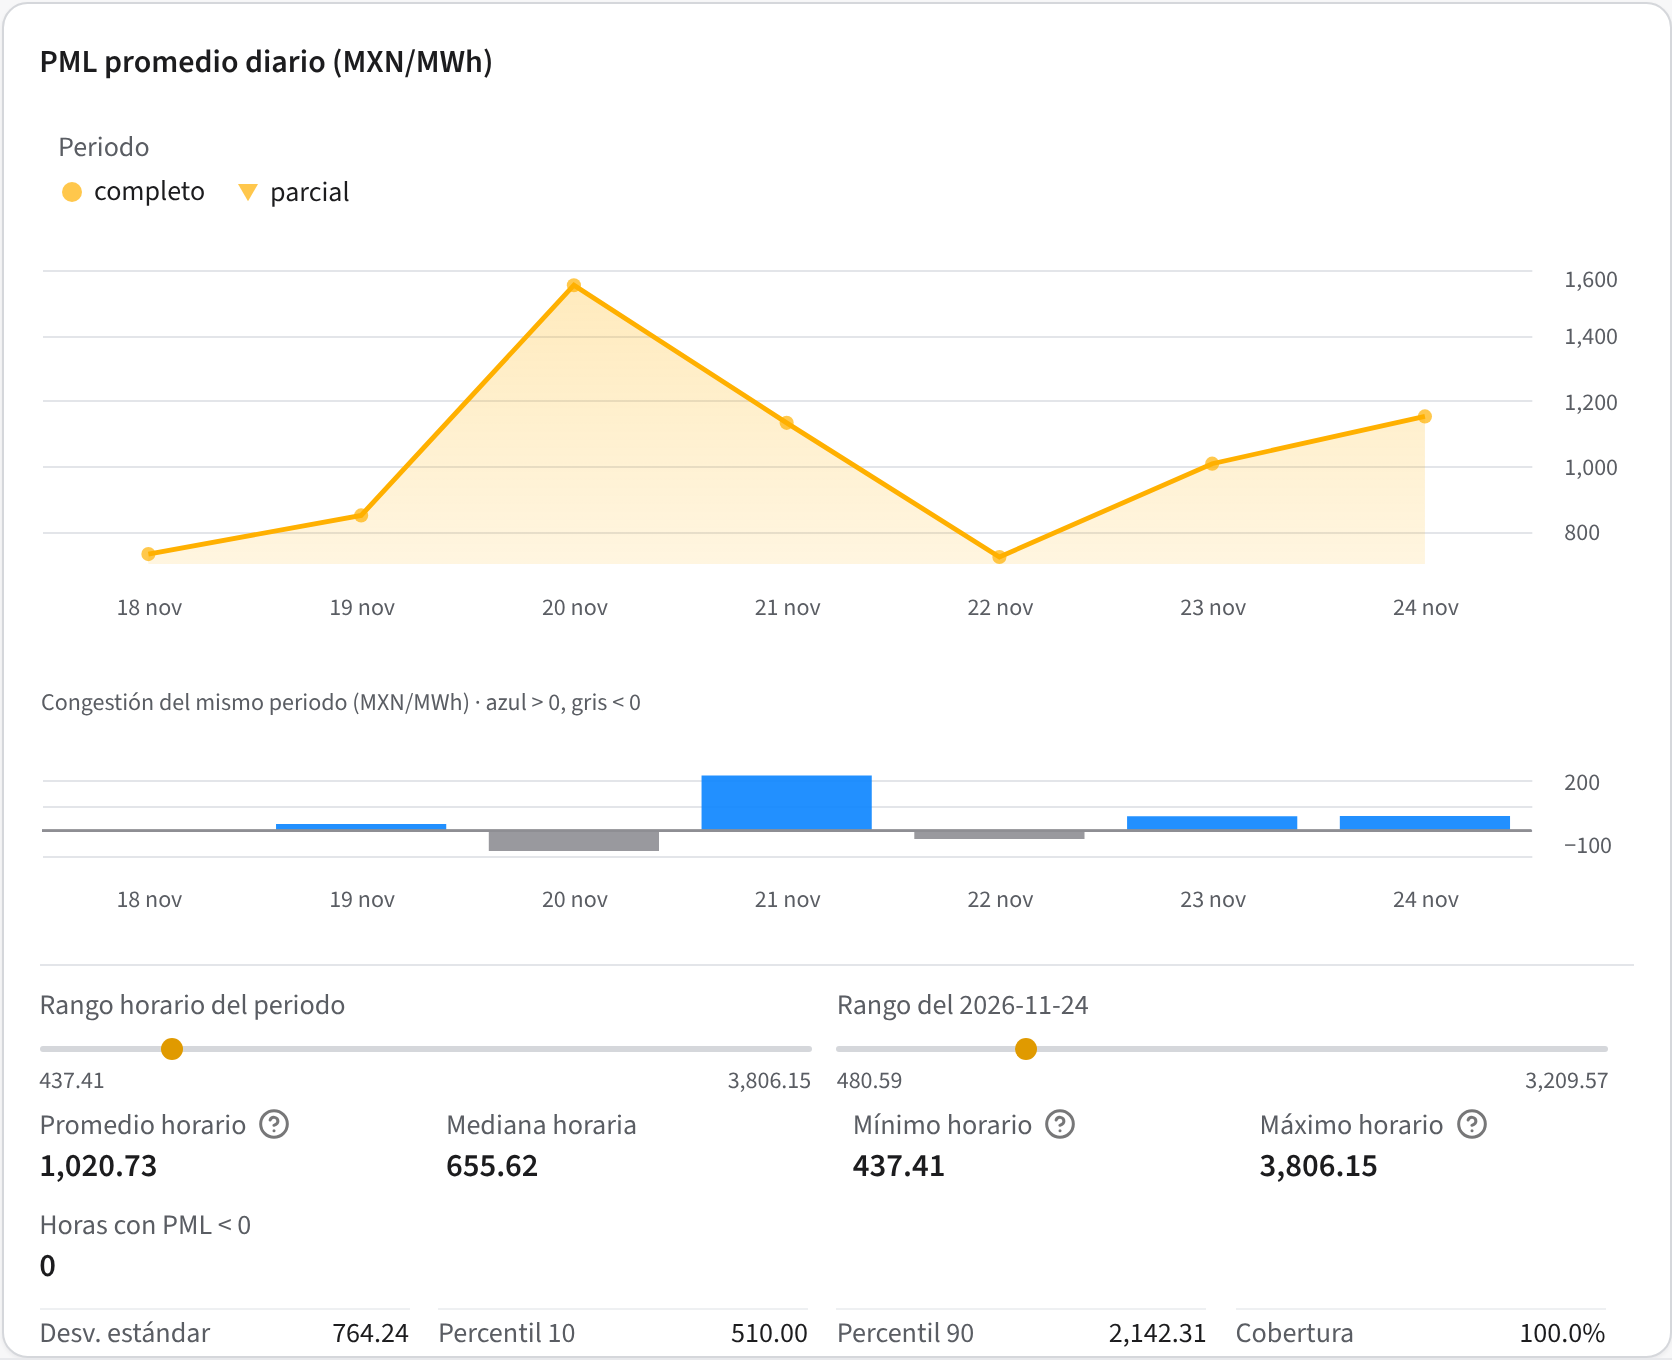 PML promedio diario (MXN/MWh)
Periodo
completo parcial
1,600
1,400
1,200
1,000
800
18 nov 19 nov 20 nov 21 nov 22 nov 23 nov 24 nov
Congestión del mismo periodo (MXN/MWh) · azul > 0, gris < 0
200
−100
18 nov 19 nov 20 nov 21 nov 22 nov 23 nov 24 nov
Rango horario del periodo Rango del 2026-11-24
437.41 3,806.15 480.59 3,209.57
Promedio horario ? Mediana horaria Mínimo horario ? Máximo horario ?
1,020.73 655.62 437.41 3,806.15
Horas con PML < 0
0
Desv. estándar 764.24 Percentil 10 510.00 Percentil 90 2,142.31 Cobertura 100.0%